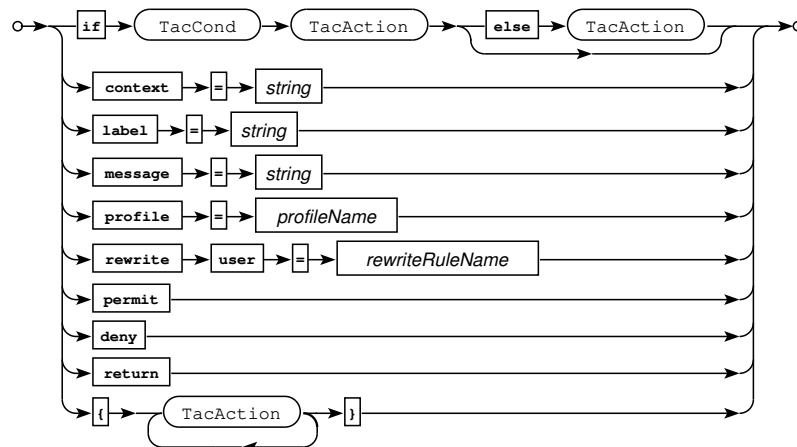 if TacCond TacAction else TacAction
context = string
label = string
message = string
profile = profileName
rewrite user = rewriteRuleName
permit
deny
return
{ TacAction }